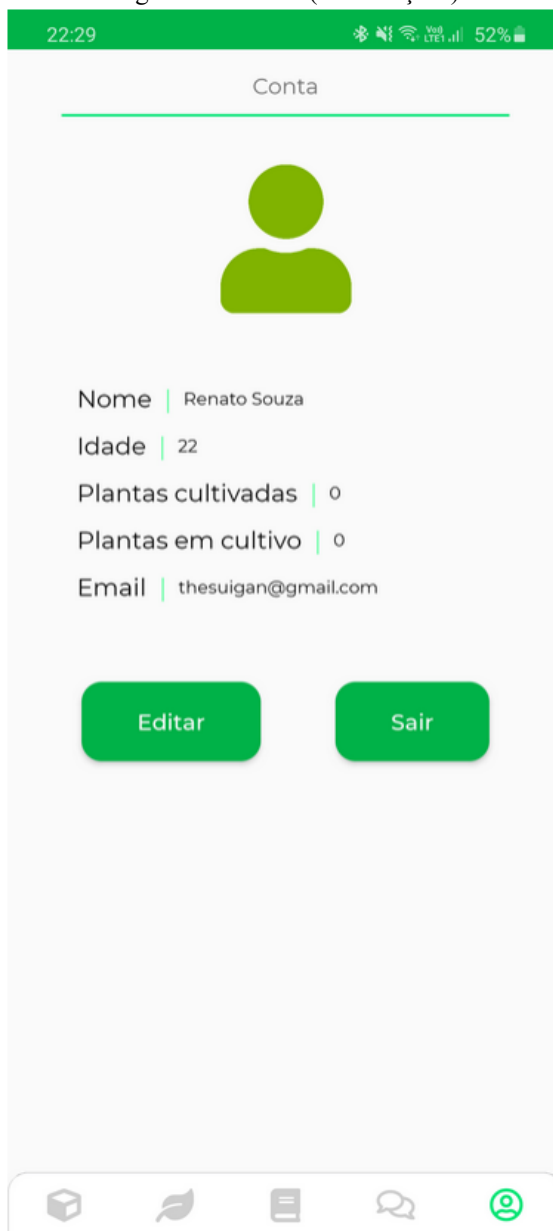 22:29 52%
Conta
Nome Renato Souza
Idade 22
Plantas cultivadas 0
Plantas em cultivo 0
Email thesuigan@gmail.com
Editar Sair